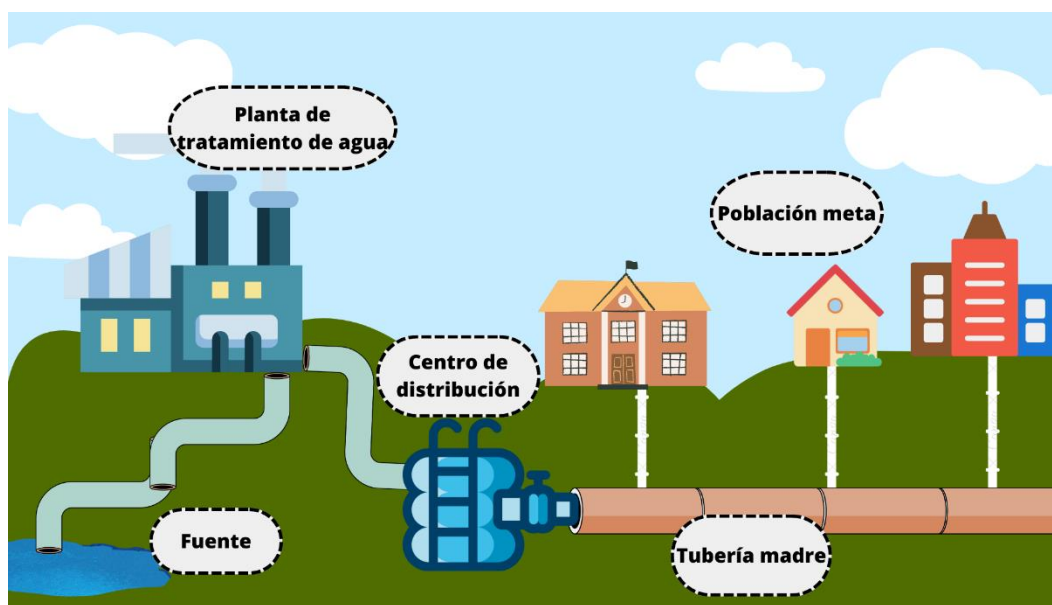 Planta de
tratamiento de agua
Población meta
Centro de
distribución
Fuente
Tubería madre